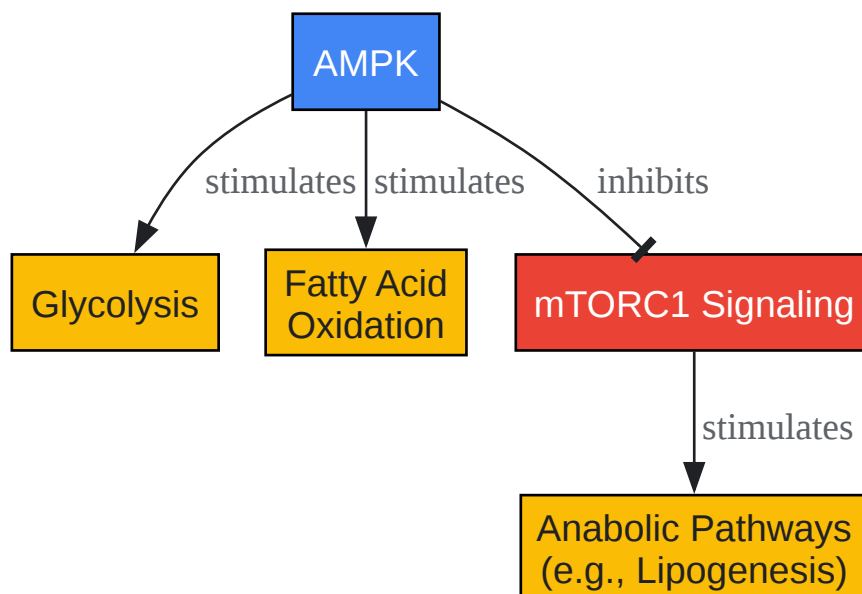 AMPK
stimulates
stimulates
inhibits
Glycolysis
Fatty Acid
Oxidation
mTORC1 Signaling
stimulates
Anabolic Pathways
(e.g., Lipogenesis)